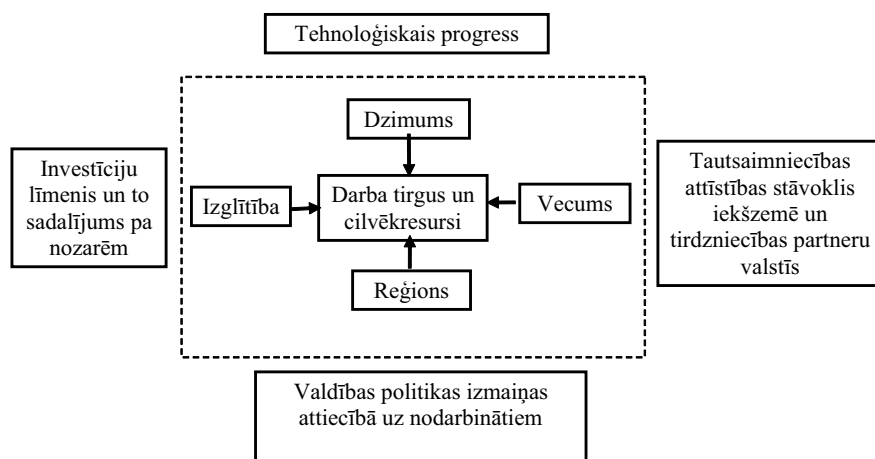 Tehnoloģiskais progress
Dzimums
Investīciju
līmenis un to
sadalījums pa
nozarēm
Izglītība
Darba tirgus un
cilvēkresursi
Vecums
Tautsaimniecības
attīstības stāvoklis
iekšzemē un
tirdzniecības partneru
valstīs
Reģions
Valdības politikas izmaiņas
attiecībā uz nodarbinātiem